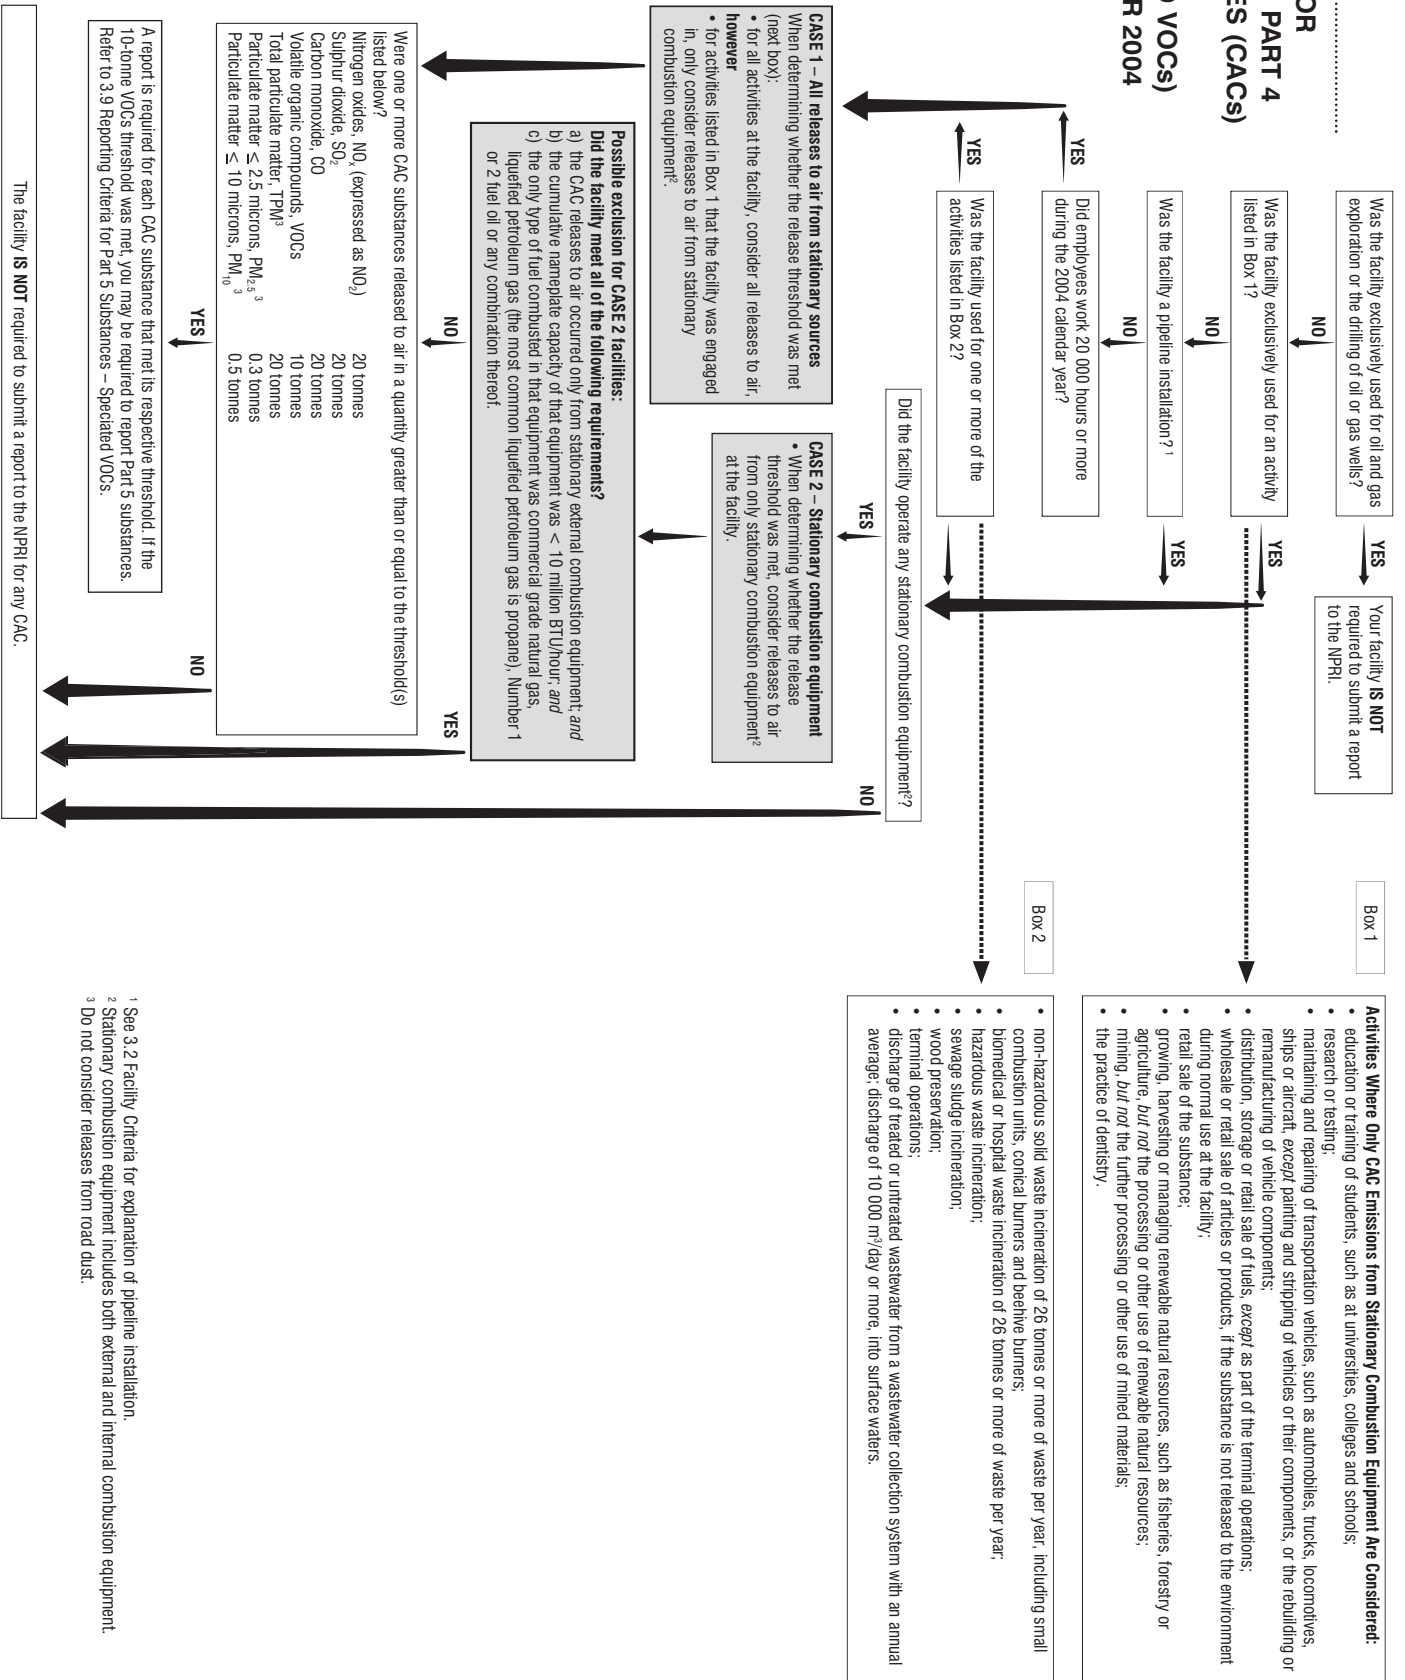 OR
PART 4
ES (CACs)
VOCs)
R 2004
Was the facility exclusively used for oil and gas
exploration or the drilling of oil or gas wells?
YES
Your facility IS NOT
required to submit a report
to the NPRI.
NO
Was the facility exclusively used for an activity
listed in Box 1?
YES
NO
Was the facility a pipeline installation? 1
YES
NO
Did employees work 20 000 hours or more
during the 2004 calendar year?
YES
Was the facility used for one or more of the
activities listed in Box 2?
YES
Did the facility operate any stationary combustion equipment2?
YES
NO
CASE 1 – All releases to air from stationary sources
When determining whether the release threshold was met
(next box):
• for all activities at the facility, consider all releases to air,
however
• for activities listed in Box 1 that the facility was engaged
in, only consider releases to air from stationary
combustion equipment2.
CASE 2 – Stationary combustion equipment
• When determining whether the release
threshold was met, consider releases to air
from only stationary combustion equipment2
at the facility.
Possible exclusion for CASE 2 facilities:
Did the facility meet all of the following requirements?
a) the CAC releases to air occurred only from stationary external combustion equipment; and
b) the cumulative nameplate capacity of that equipment was < 10 million BTU/hour; and
c) the only type of fuel combusted in that equipment was commercial grade natural gas,
liquefied petroleum gas (the most common liquefied petroleum gas is propane), Number 1
or 2 fuel oil or any combination thereof.
NO
YES
Were one or more CAC substances released to air in a quantity greater than or equal to the threshold(s)
listed below?
Nitrogen oxides, NOx (expressed as NO2) 20 tonnes
Sulphur dioxide, SO2 20 tonnes
Carbon monoxide, CO 20 tonnes
Volatile organic compounds, VOCs 10 tonnes
Total particulate matter, TPM3 20 tonnes
Particulate matter ≤ 2.5 microns, PM2.5 3 0.3 tonnes
Particulate matter ≤ 10 microns, PM10 3 0.5 tonnes
YES
NO
A report is required for each CAC substance that met its respective threshold. If the
10-tonne VOCs threshold was met, you may be required to report Part 5 substances.
Refer to 3.9 Reporting Criteria for Part 5 Substances – Speciated VOCs.
The facility IS NOT required to submit a report to the NPRI for any CAC.
Box 1
Activities Where Only CAC Emissions from Stationary Combustion Equipment Are Considered:
• education or training of students, such as at universities, colleges and schools;
• research or testing;
• maintaining and repairing of transportation vehicles, such as automobiles, trucks, locomotives,
ships or aircraft, except painting and stripping of vehicles or their components, or the rebuilding or
remanufacturing of vehicle components;
• distribution, storage or retail sale of fuels, except as part of the terminal operations;
• wholesale or retail sale of articles or products, if the substance is not released to the environment
during normal use at the facility;
• retail sale of the substance;
• growing, harvesting or managing renewable natural resources, such as fisheries, forestry or
agriculture, but not the processing or other use of renewable natural resources;
• mining, but not the further processing or other use of mined materials;
• the practice of dentistry.
Box 2
• non-hazardous solid waste incineration of 26 tonnes or more of waste per year, including small
combustion units, conical burners and beehive burners;
• biomedical or hospital waste incineration of 26 tonnes or more of waste per year;
• hazardous waste incineration;
• sewage sludge incineration;
• wood preservation;
• terminal operations;
• discharge of treated or untreated wastewater from a wastewater collection system with an annual
average; discharge of 10 000 m3/day or more, into surface waters.
1 See 3.2 Facility Criteria for explanation of pipeline installation.
2 Stationary combustion equipment includes both external and internal combustion equipment.
3 Do not consider releases from road dust.